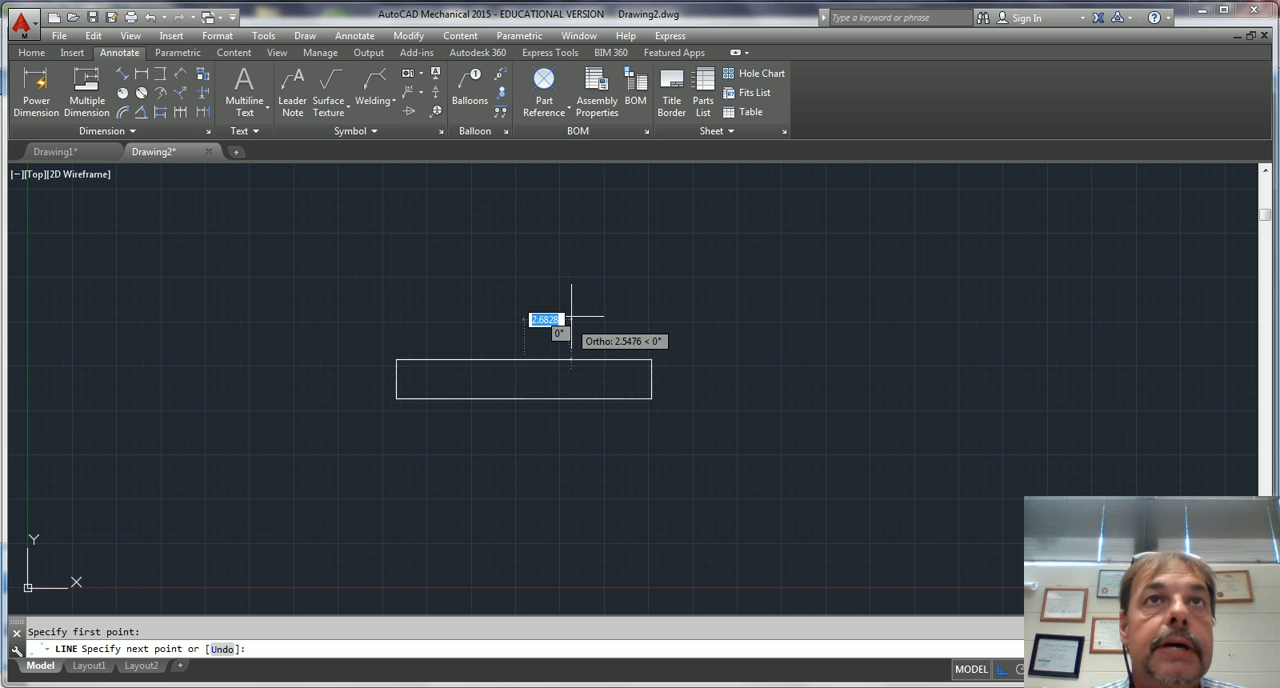 AutoCAD Mechanical 2015 - EDUCATIONAL VERSION Drawing2.dwg
Type a keyword or phrase
Sign In
M
File Edit View Insert Format Tools Draw Annotate Modify Content Parametric Window Help Express
Home Insert Annotate Parametric Content View Manage Output Add-ins Autodesk 360 Express Tools BIM 360 Featured Apps
Power Dimension
Multiple Dimension
Multiline Text
Leader Note
Surface Texture
Welding
Balloons
Part Reference
Assembly Properties
BOM
Title Border
Parts List
Hole Chart
Fits List
Table
Dimension Text Symbol Balloon BOM Sheet
Drawing1* Drawing2*
[−][Top][2D Wireframe]
2.6828
0°
Ortho: 2.5476 < 0°
Y
X
Specify first point:
LINE Specify next point or [Undo]:
Model Layout1 Layout2
MODEL